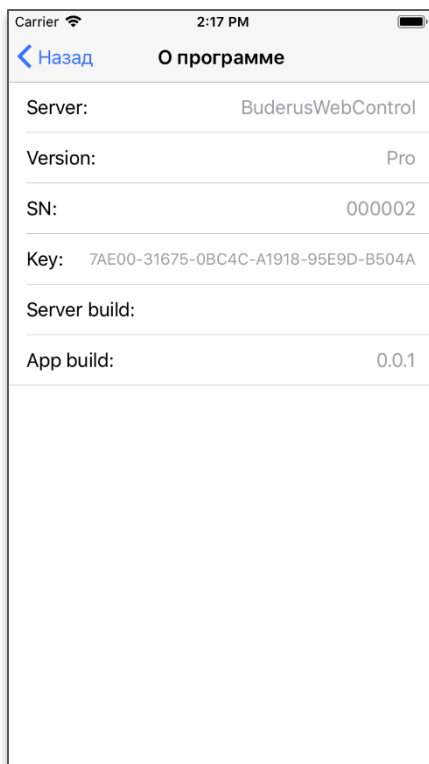 Carrier 2:17 PM
Назад О программе
Server: BuderusWebControl
Version: Pro
SN: 000002
Key: 7AE00-31675-0BC4C-A1918-95E9D-B504A
Server build:
App build: 0.0.1